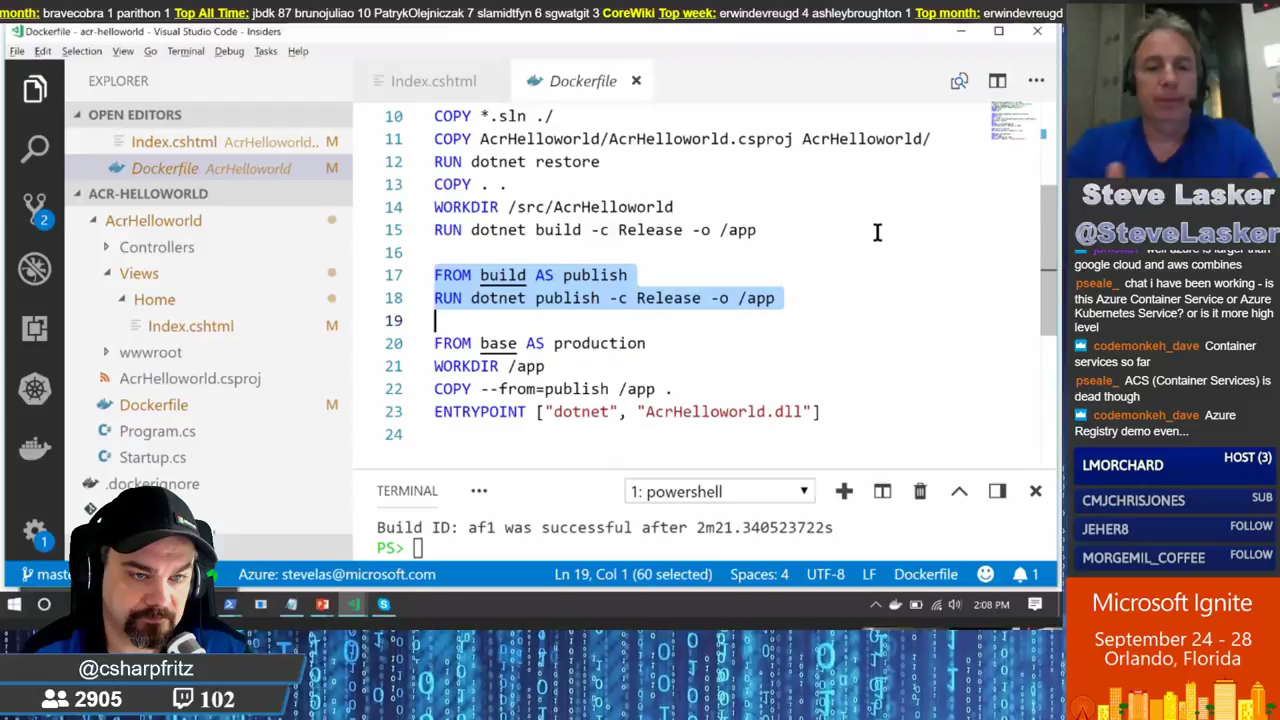 month: bravecobra 1 parithon 1 Top All Time: jbdk 87 brunojuliao 10 PatrykOlejniczak 7 slamidtfyn 6 sgwatgit 3 CoreWiki Top week: erwindevreugd 4 ashleybroughton 1 Top month: erwindevreugd
Dockerfile - acr-helloworld - Visual Studio Code - Insiders
File Edit Selection View Go Terminal Debug Tasks Help
EXPLORER
OPEN EDITORS
Index.cshtml AcrHelloworld... M
Dockerfile AcrHelloworld M
ACR-HELLOWORLD
AcrHelloworld
Controllers
Views
Home
Index.cshtml M
wwwroot
AcrHelloworld.csproj
Dockerfile M
Program.cs
Startup.cs
.dockerignore
2
1
Index.cshtml
Dockerfile
10 COPY *.sln ./
11 COPY AcrHelloworld/AcrHelloworld.csproj AcrHelloworld/
12 RUN dotnet restore
13 COPY . .
14 WORKDIR /src/AcrHelloworld
15 RUN dotnet build -c Release -o /app
16
17 FROM build AS publish
18 RUN dotnet publish -c Release -o /app
19
20 FROM base AS production
21 WORKDIR /app
22 COPY --from=publish /app .
23 ENTRYPOINT ["dotnet", "AcrHelloworld.dll"]
24
TERMINAL
1: powershell
Build ID: af1 was successful after 2m21.340523722s
PS>
Azure: stevelas@microsoft.com
Ln 19, Col 1 (60 selected) Spaces: 4 UTF-8 LF Dockerfile 1
2:08 PM
@csharpfritz
2905 102
Steve Lasker
@SteveLasker
google cloud and aws combines
pseale_ chat i have been working - is
this Azure Container Service or Azure
Kubernetes Service? or is it more high
level
codemonkeh_dave Container
services so far
pseale_ ACS (Container Services) is
dead though
codemonkeh_dave Azure
Registry demo even...
LMORCHARD HOST (3)
CMJCHRISJONES SUB
JEHER8 FOLLOW
MORGEMIL_COFFEE FOLLOW
Microsoft Ignite
September 24 - 28
Orlando, Florida